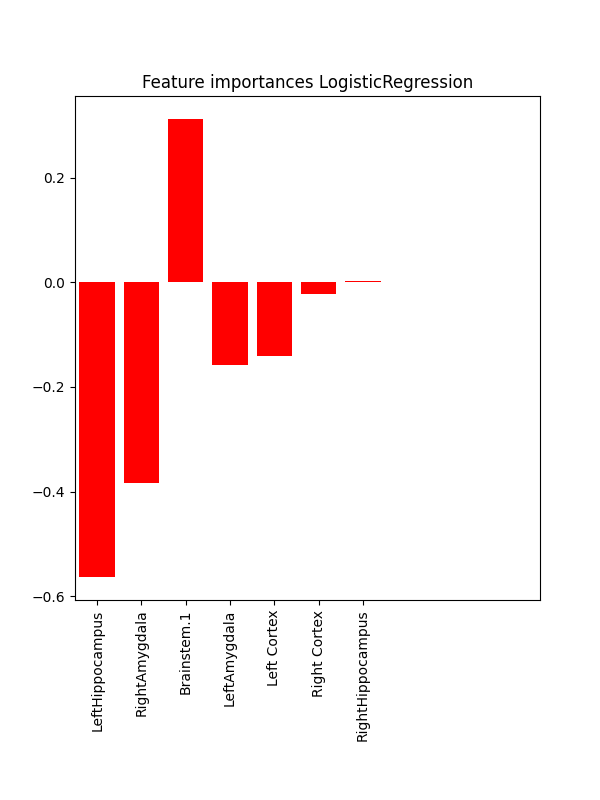 Feature importances LogisticRegression
0.2
0.0
−0.2
−0.4
−0.6
LeftHippocampus
RightAmygdala
Brainstem.1
LeftAmygdala
Left Cortex
Right Cortex
RightHippocampus